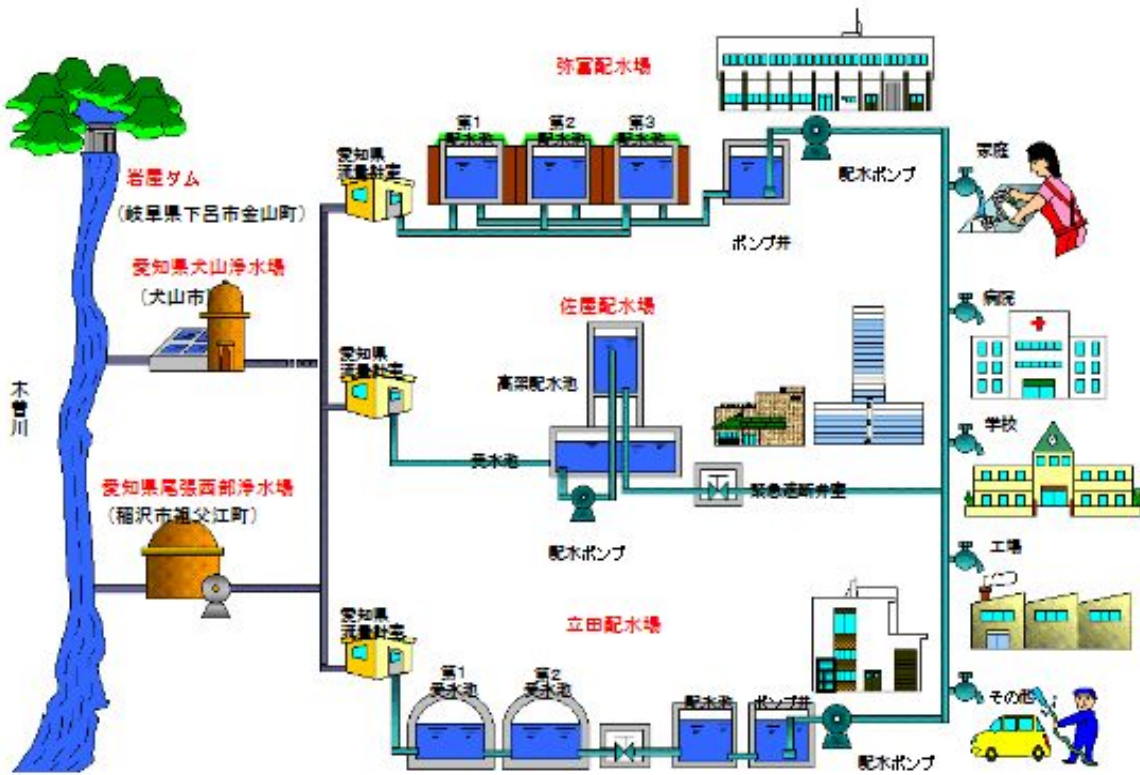 弥富配水場
第1
配水池
第2
配水池
第3
配水池
愛知県
流量計室
配水ポンプ
ポンプ井
家庭
岩屋ダム
(岐阜県下呂市金山町)
愛知県犬山浄水場
(犬山市)
木曽川
佐屋配水場
愛知県
流量計室
高架配水池
受水池
緊急遮断弁室
配水ポンプ
病院
学校
愛知県尾張西部浄水場
(稲沢市祖父江町)
工場
立田配水場
愛知県
流量計室
第1
受水池
第2
受水池
配水池
ポンプ井
配水ポンプ
その他